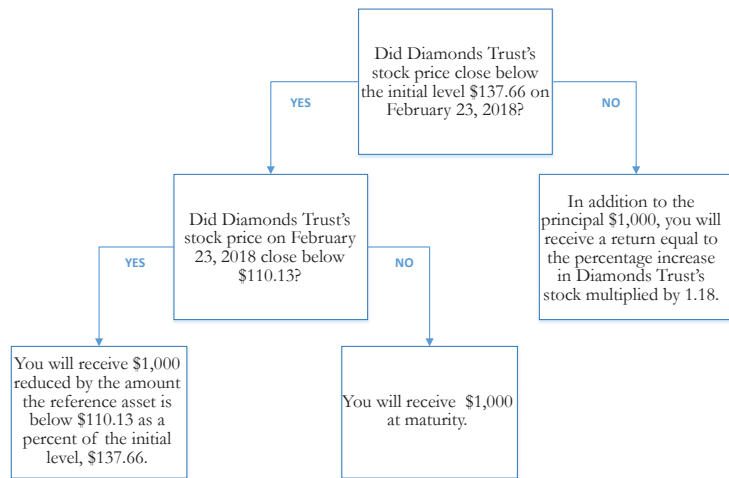 Did Diamonds Trust's
stock price close below
the initial level $137.66 on
February 23, 2018?
YES
NO
Did Diamonds Trust's
stock price on February
23, 2018 close below
$110.13?
In addition to the
principal $1,000, you will
receive a return equal to
the percentage increase
in Diamonds Trust's
stock multiplied by 1.18.
YES
NO
You will receive $1,000
reduced by the amount
the reference asset is
below $110.13 as a
percent of the initial
level, $137.66.
You will receive $1,000
at maturity.